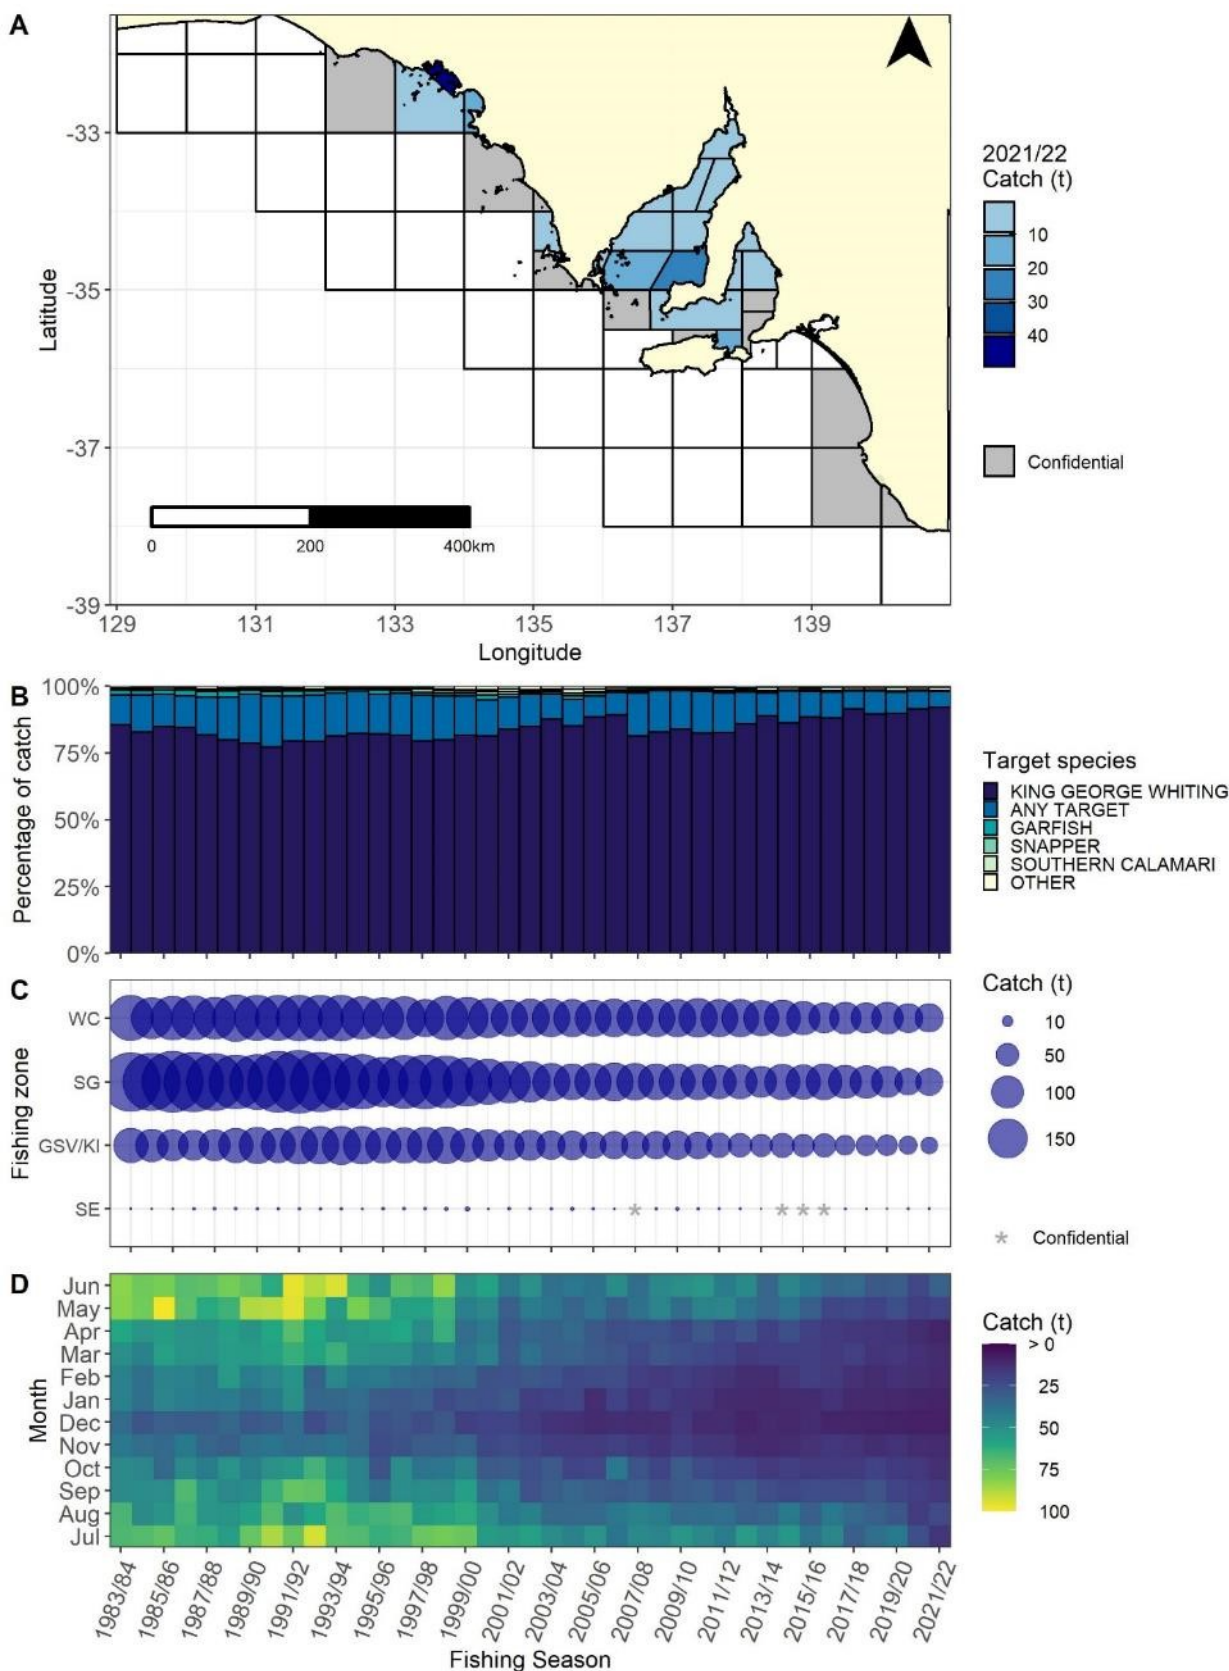 A
-33
-35
-37
-39
Latitude
129 131 133 135 137 139
Longitude
0 200 400km
2021/22
Catch (t)
10
20
30
40
Confidential
B
100%
75%
50%
25%
0%
Percentage of catch
Target species
KING GEORGE WHITING
ANY TARGET
GARFISH
SNAPPER
SOUTHERN CALAMARI
OTHER
C
WC
SG
GSV/KI
SE
Fishing zone
* * * *
Catch (t)
10
50
100
150
* Confidential
D
Jun
May
Apr
Mar
Feb
Jan
Dec
Nov
Oct
Sep
Aug
Jul
Month
Catch (t)
> 0
25
50
75
100
1983/84 1985/86 1987/88 1989/90 1991/92 1993/94 1995/96 1997/98 1999/00 2001/02 2003/04 2005/06 2007/08 2009/10 2011/12 2013/14 2015/16 2017/18 2019/20 2021/22
Fishing Season